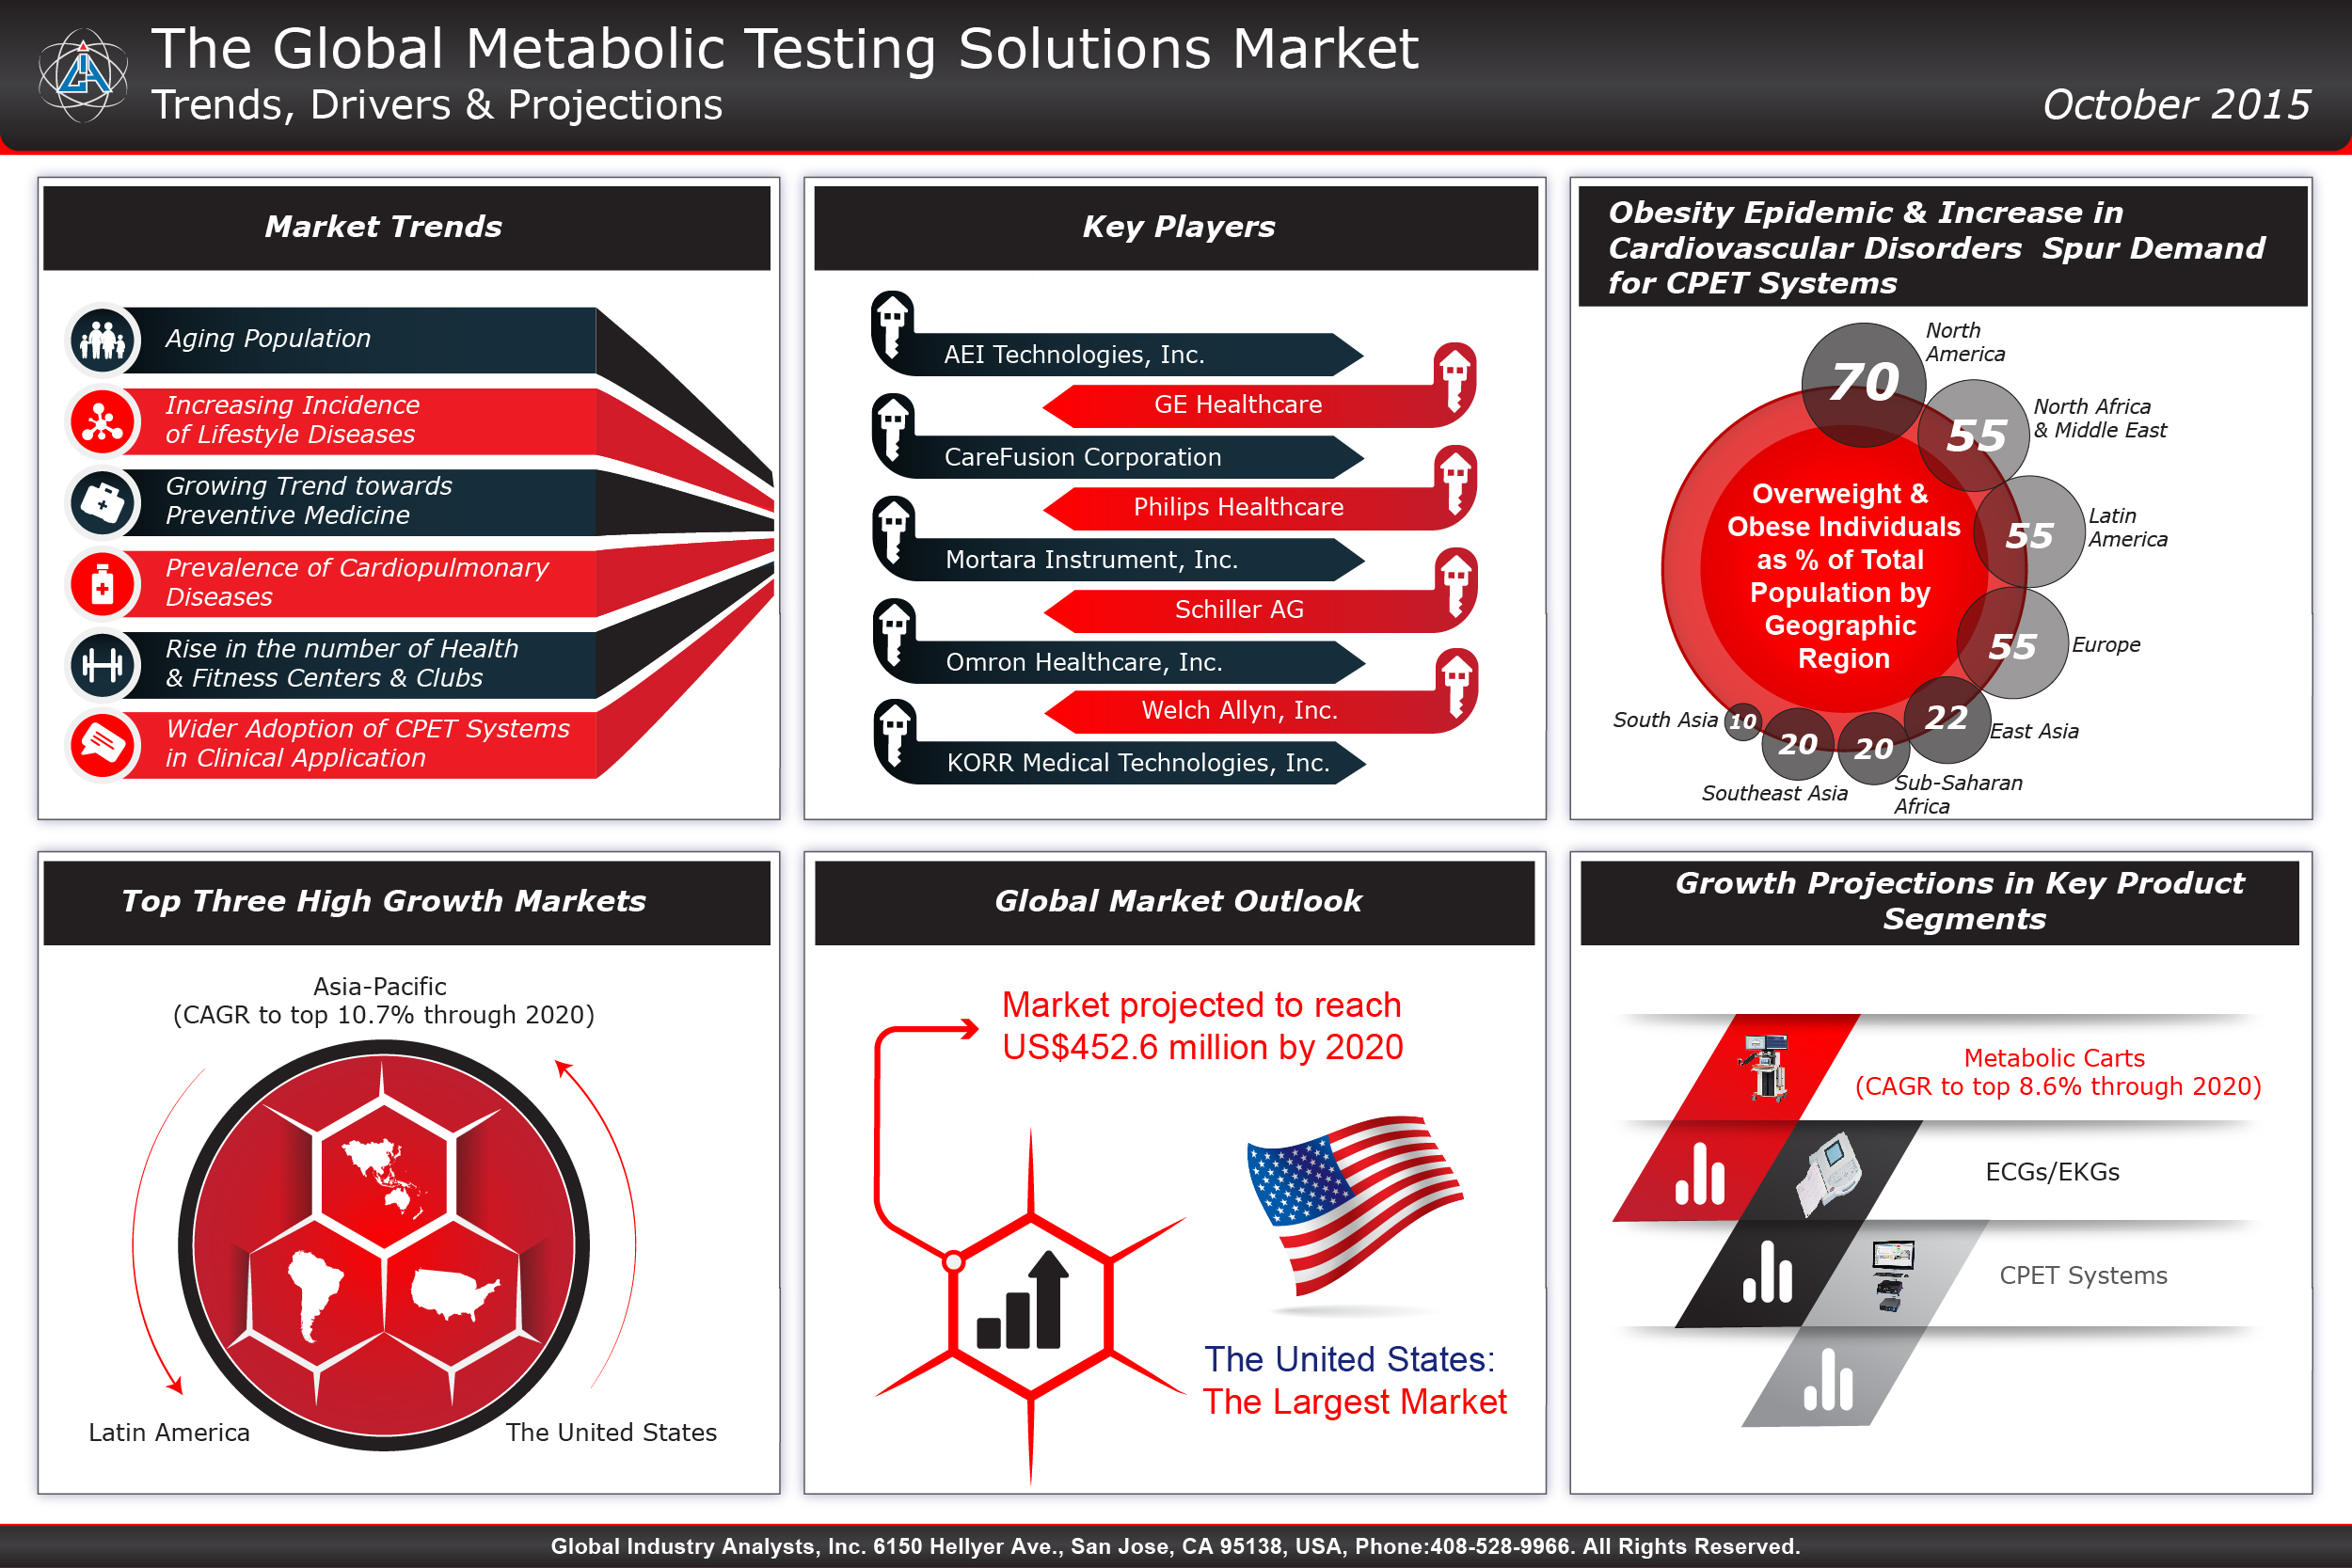 The Global Metabolic Testing Solutions Market
Trends, Drivers & Projections
October 2015
Market Trends
Aging Population
Increasing Incidence
of Lifestyle Diseases
Growing Trend towards
Preventive Medicine
Prevalence of Cardiopulmonary
Diseases
Rise in the number of Health
& Fitness Centers & Clubs
Wider Adoption of CPET Systems
in Clinical Application
Key Players
AEI Technologies, Inc.
GE Healthcare
CareFusion Corporation
Philips Healthcare
Mortara Instrument, Inc.
Schiller AG
Omron Healthcare, Inc.
Welch Allyn, Inc.
KORR Medical Technologies, Inc.
Obesity Epidemic & Increase in
Cardiovascular Disorders Spur Demand
for CPET Systems
Overweight &
Obese Individuals
as % of Total
Population by
Geographic
Region
70
North
America
55
North Africa
& Middle East
55
Latin
America
55
Europe
22
East Asia
20
Sub-Saharan
Africa
20
Southeast Asia
10
South Asia
Top Three High Growth Markets
Asia-Pacific
(CAGR to top 10.7% through 2020)
Latin America
The United States
Global Market Outlook
Market projected to reach
US$452.6 million by 2020
The United States:
The Largest Market
Growth Projections in Key Product
Segments
Metabolic Carts
(CAGR to top 8.6% through 2020)
ECGs/EKGs
CPET Systems
Global Industry Analysts, Inc. 6150 Hellyer Ave., San Jose, CA 95138, USA, Phone:408-528-9966. All Rights Reserved.